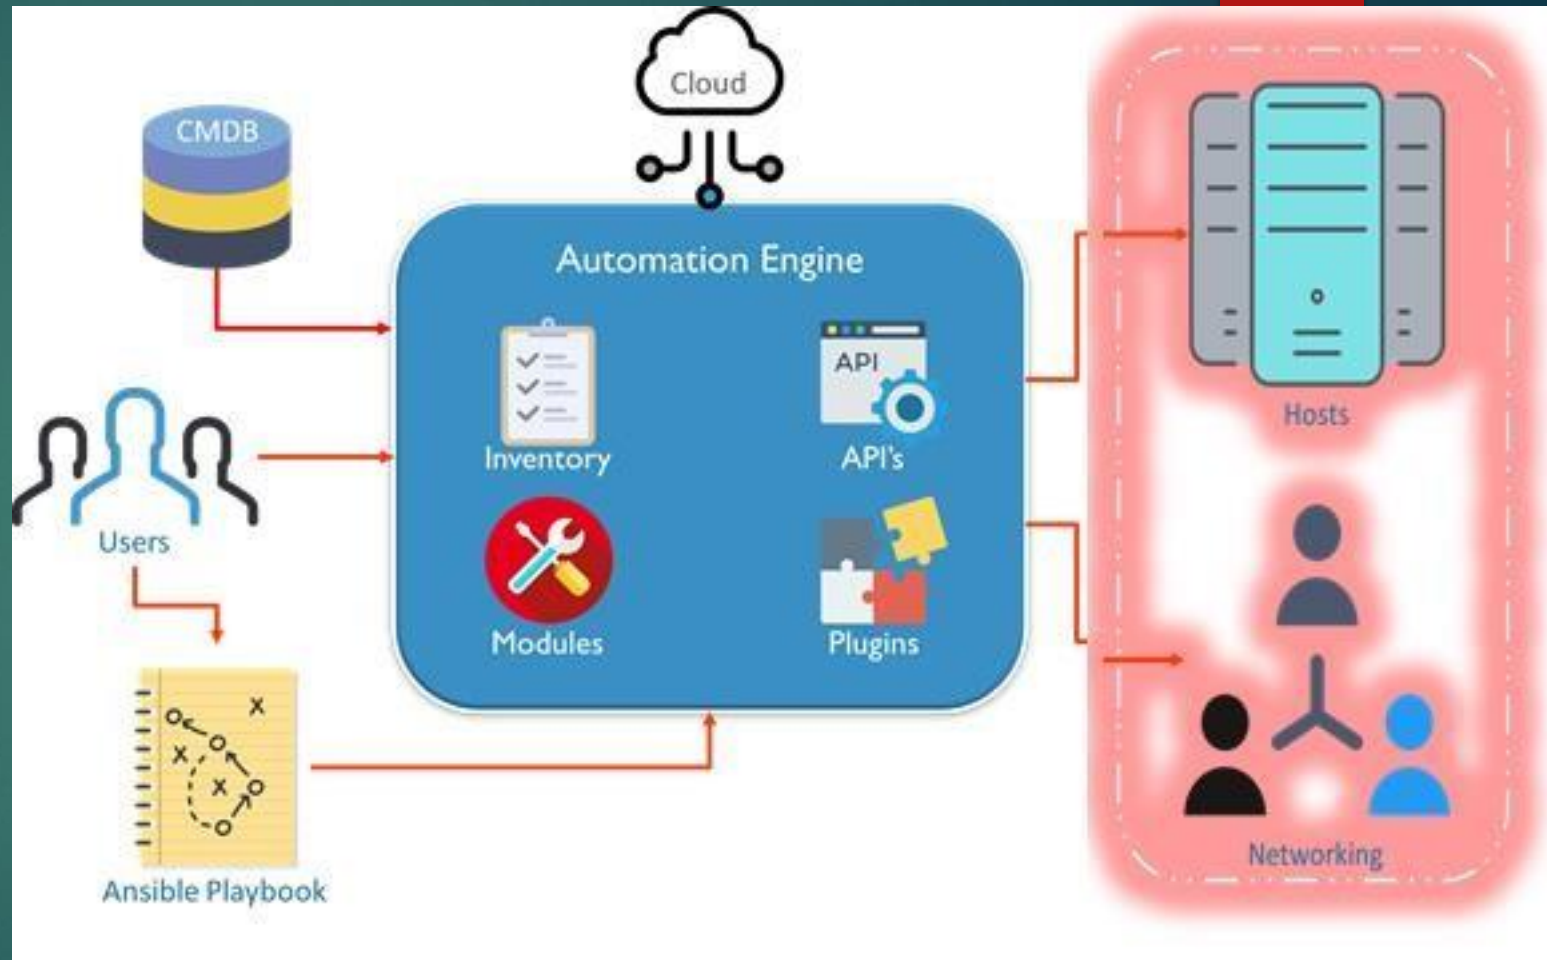 Cloud
CMDB
Automation Engine
API
Inventory
API's
Hosts
Users
Modules
Plugins
Networking
Ansible Playbook